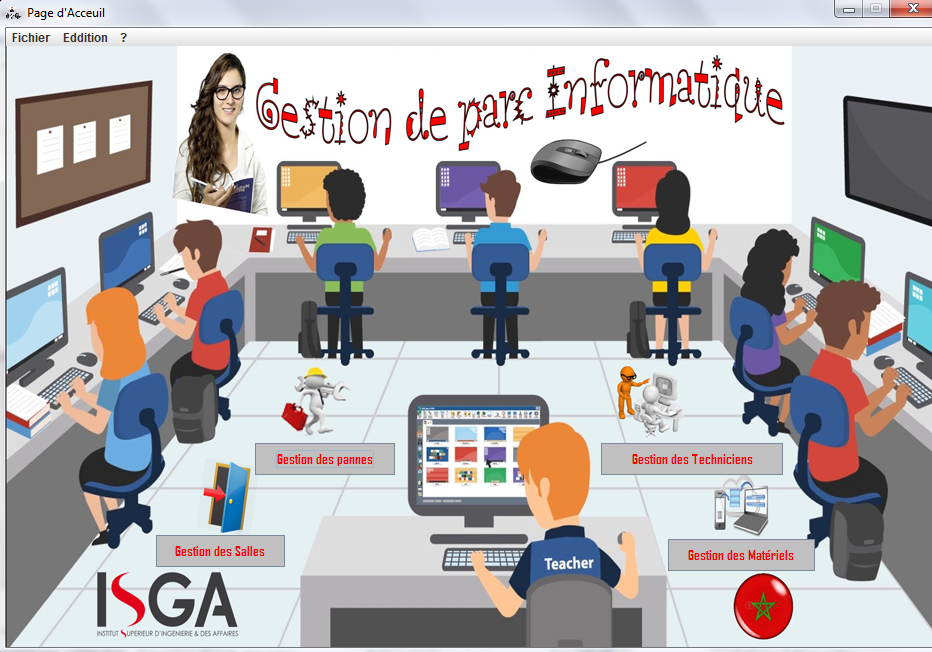 Page d'Acceuil
Fichier Eddition ?
Gestion de parc Informatique
Gestion des pannes
Gestion des Techniciens
Gestion des Salles
Gestion des Matériels
Teacher
ISGA
INSTITUT SUPERIEUR D'INGENIERIE & DES AFFAIRES